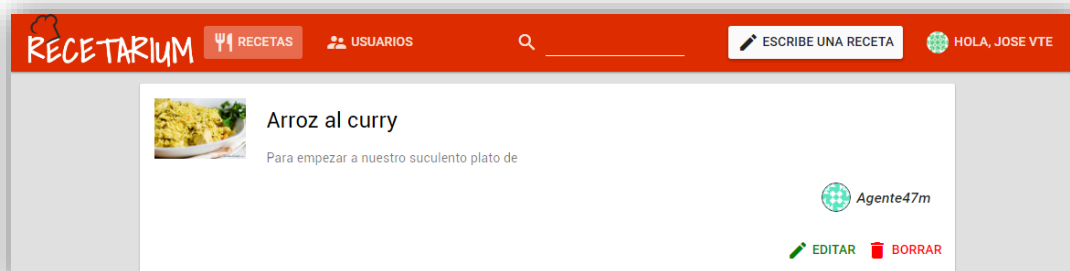 RECETARIUM RECETAS USUARIOS ESCRIBE UNA RECETA HOLA, JOSE VTE
Arroz al curry
Para empezar a nuestro suculento plato de
Agente47m
EDITAR BORRAR